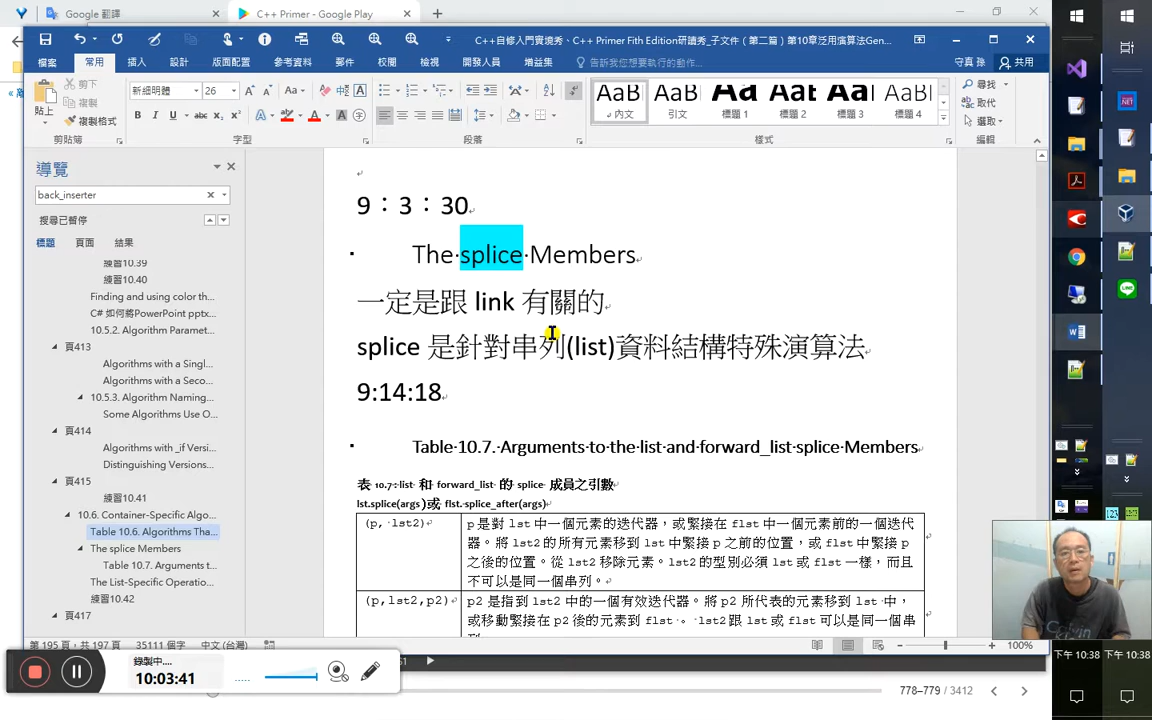 Google 翻譯
C++ Primer - Google Play
C++自修入門實境秀、C++ Primer Fith Edition研讀秀_子文件（第二篇）第10章泛用演算法Gen...
檔案 常用 插入 設計 版面配置 參考資料 郵件 校閱 檢視 開發人員 增益集 告訴我您想要執行的動作... 守真 孫 共用
貼上
剪下
複製
複製格式
剪貼簿
新細明體 26
字型
段落
AaBb 內文
AaBb 引文
AaBb 標題 1
AaBb 標題 2
AaBb 標題 3
AaBb 標題 4
樣式
尋找
取代
選取
編輯
導覽
back_inserter
搜尋已暫停
標題 頁面 結果
練習10.39
練習10.40
Finding and using color th...
C# 如何將PowerPoint pptx...
10.5.2. Algorithm Paramet...
頁413
Algorithms with a Singl...
Algorithms with a Seco...
10.5.3. Algorithm Naming...
Some Algorithms Use O...
頁414
Algorithms with _if Versi...
Distinguishing Versions...
頁415
練習10.41
10.6. Container-Specific Algo...
Table 10.6. Algorithms Tha...
The splice Members
Table 10.7. Arguments t...
The List-Specific Operatio...
練習10.42
頁417
9：3：30
The splice Members
一定是跟 link 有關的
splice 是針對串列(list)資料結構特殊演算法
9:14:18
Table 10.7. Arguments to the list and forward_list splice Members
表 10.7:list 和 forward_list 的 splice 成員之引數
lst.splice(args)或 flst.splice_after(args)
(p, lst2) p 是對 lst 中一個元素的迭代器，或緊接在 flst 中一個元素前的一個迭代
器。將 lst2 的所有元素移到 lst 中緊接 p 之前的位置，或 flst 中緊接 p
之後的位置。從 lst2 移除元素。lst2 的型別必須 lst 或 flst 一樣，而且
不可以是同一個串列。
(p,lst2,p2) p2 是指到 lst2 中的一個有效迭代器。將 p2 所代表的元素移到 lst 中，
或移動緊接在 p2 後的元素到 flst 。lst2 跟 lst 或 flst 可以是同一個串
列
第 195 頁，共 197 頁 35111 個字 中文 (台灣)
100%
錄製中....
10:03:41
778–779 / 3412
下午 10:38
下午 10:38